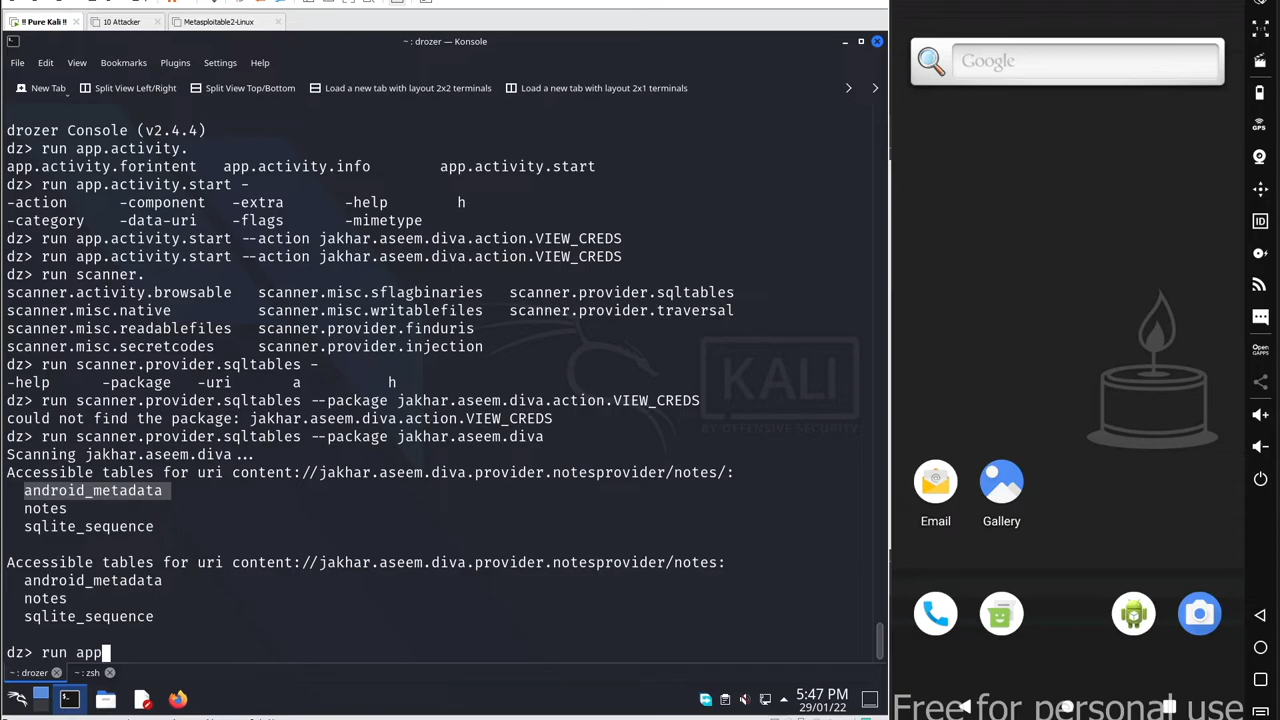 !! Pure Kali !!
10 Attacker
Metasploitable2-Linux
~ : drozer — Konsole
File Edit View Bookmarks Plugins Settings Help
New Tab Split View Left/Right Split View Top/Bottom Load a new tab with layout 2x2 terminals Load a new tab with layout 2x1 terminals
drozer Console (v2.4.4)
dz> run app.activity.
app.activity.forintent app.activity.info app.activity.start
dz> run app.activity.start -
-action -component -extra -help h
-category -data-uri -flags -mimetype
dz> run app.activity.start --action jakhar.aseem.diva.action.VIEW_CREDS
dz> run app.activity.start --action jakhar.aseem.diva.action.VIEW_CREDS
dz> run scanner.
scanner.activity.browsable scanner.misc.sflagbinaries scanner.provider.sqltables
scanner.misc.native scanner.misc.writablefiles scanner.provider.traversal
scanner.misc.readablefiles scanner.provider.finduris
scanner.misc.secretcodes scanner.provider.injection
dz> run scanner.provider.sqltables -
-help -package -uri a h
dz> run scanner.provider.sqltables --package jakhar.aseem.diva.action.VIEW_CREDS
could not find the package: jakhar.aseem.diva.action.VIEW_CREDS
dz> run scanner.provider.sqltables --package jakhar.aseem.diva
Scanning jakhar.aseem.diva...
Accessible tables for uri content://jakhar.aseem.diva.provider.notesprovider/notes/:
android_metadata
notes
sqlite_sequence
Accessible tables for uri content://jakhar.aseem.diva.provider.notesprovider/notes:
android_metadata
notes
sqlite_sequence
dz> run app
KALI
BY OFFENSIVE SECURITY
~ : drozer
~ : zsh
5:47 PM
29/01/22
Google
Email
Gallery
Free for personal use
GPS
ID
Open
GAPPS